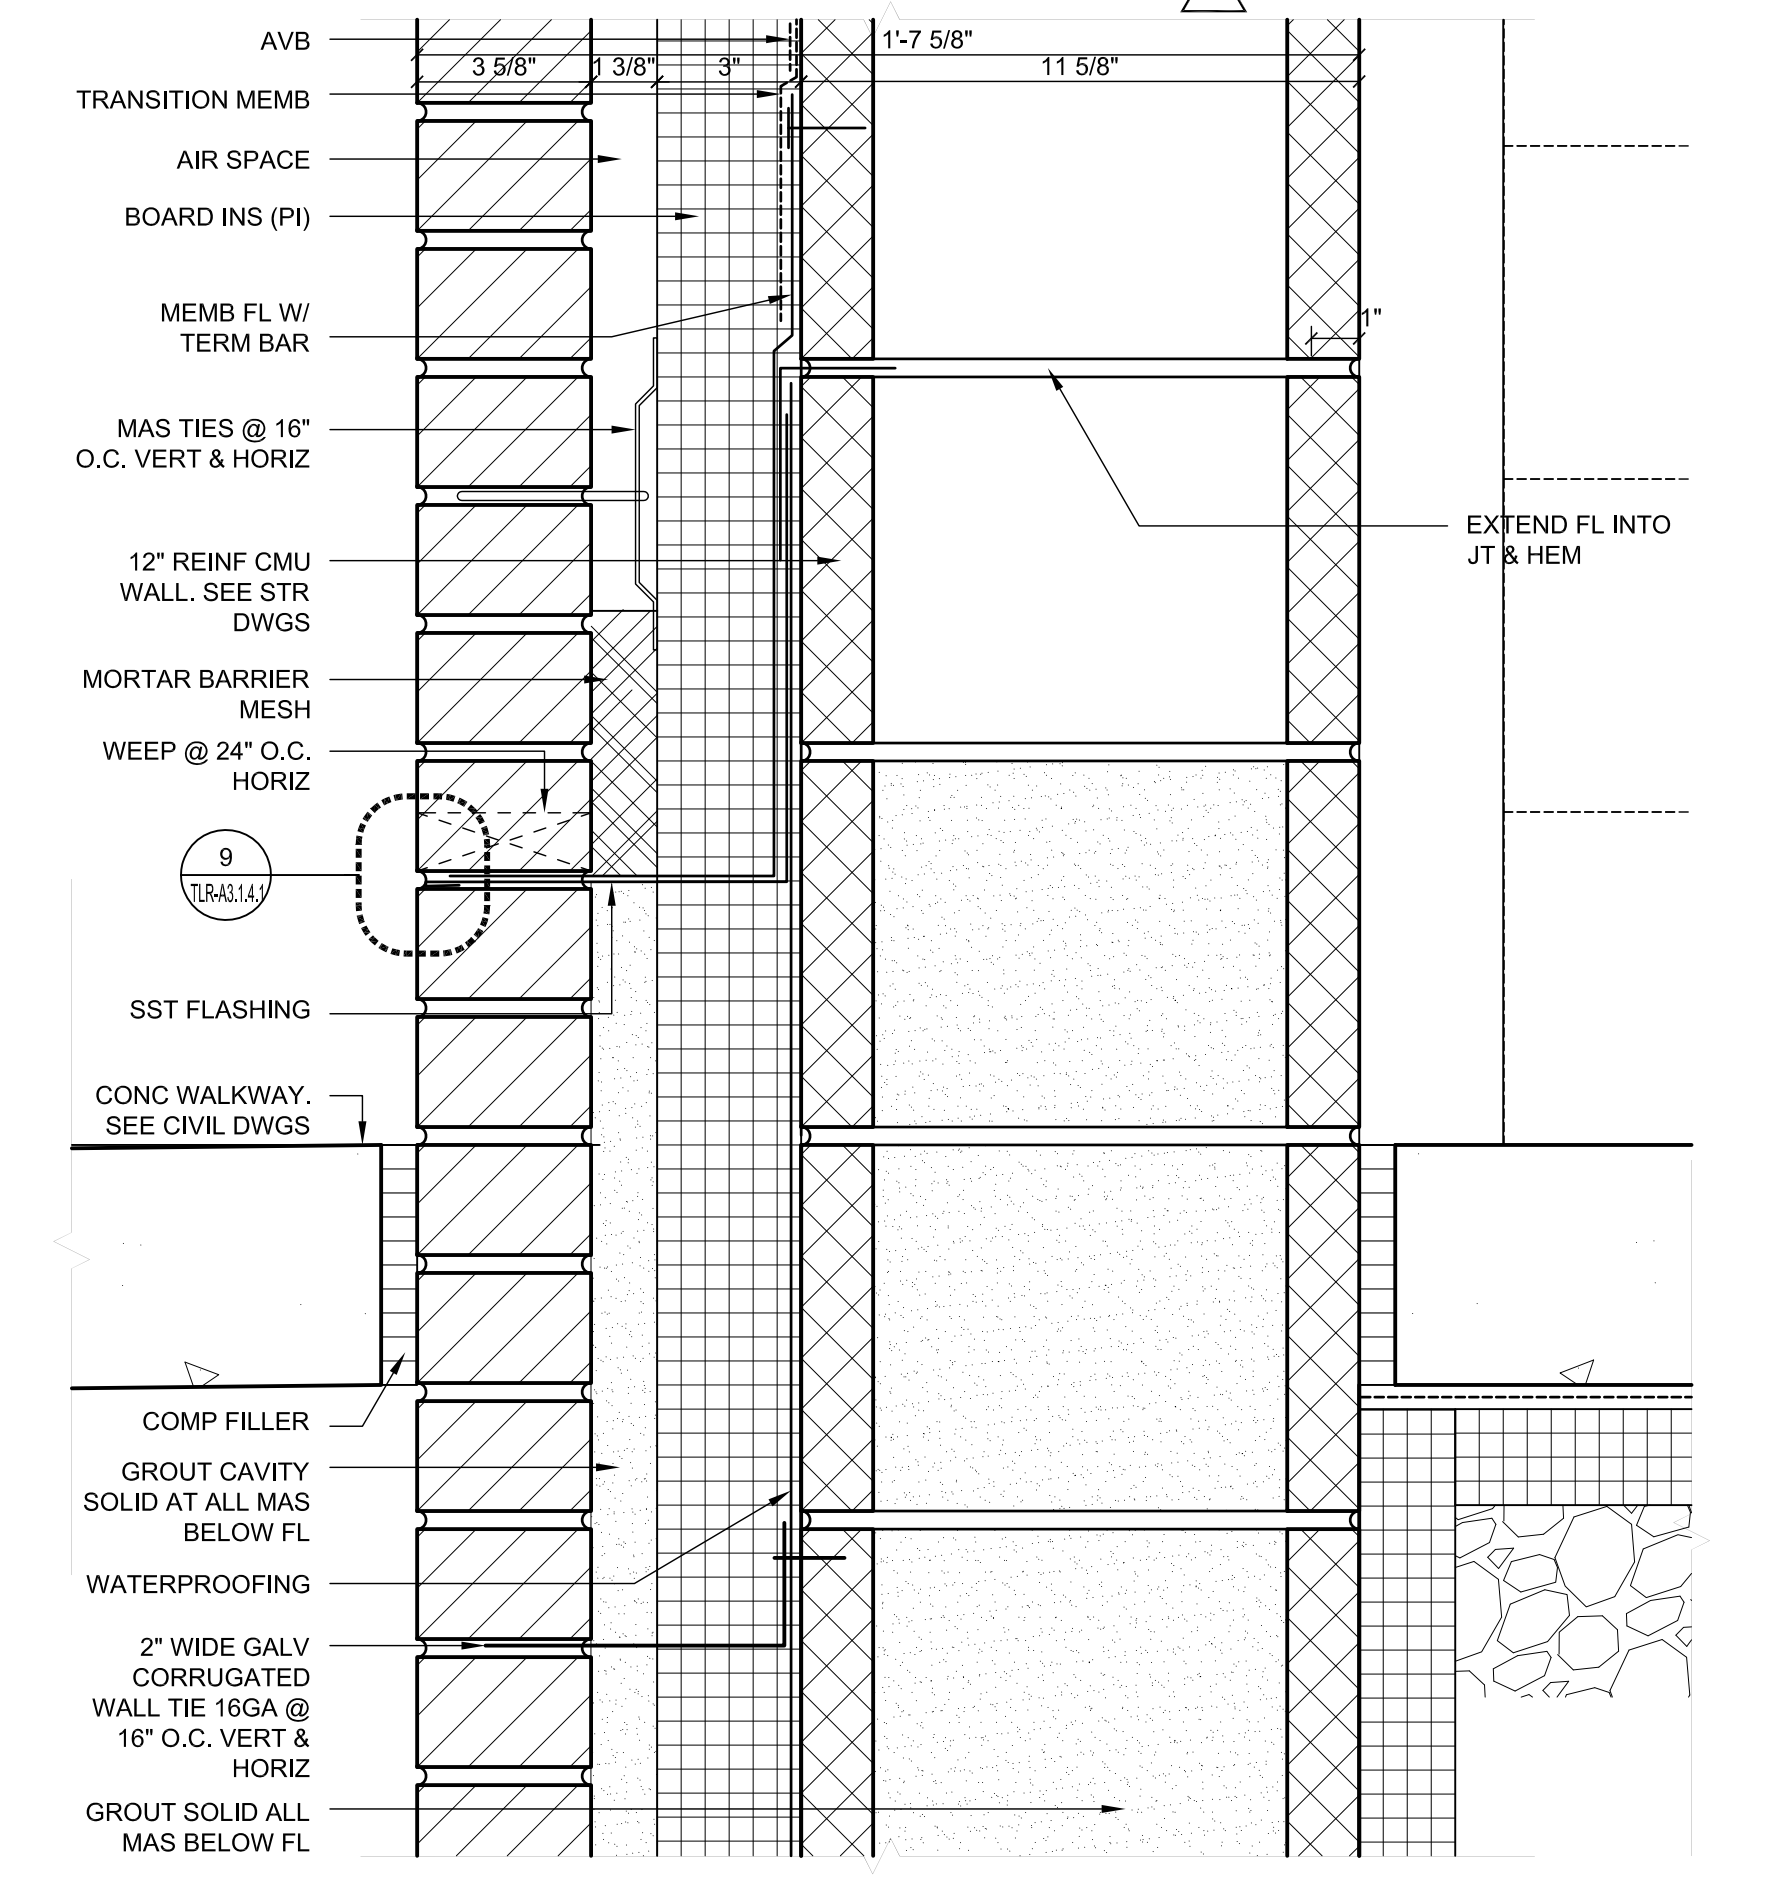 AVB
1'-7 5/8"
3 5/8"
1 3/8"
3"
11 5/8"
TRANSITION MEMB
AIR SPACE
BOARD INS (PI)
MEMB FL W/
TERM BAR
1"
MAS TIES @ 16"
O.C. VERT & HORIZ
EXTEND FL INTO
JT & HEM
12" REINF CMU
WALL. SEE STR
DWGS
MORTAR BARRIER
MESH
WEEP @ 24" O.C.
HORIZ
9
TLR-A3.1.4.1
SST FLASHING
CONC WALKWAY.
SEE CIVIL DWGS
COMP FILLER
GROUT CAVITY
SOLID AT ALL MAS
BELOW FL
WATERPROOFING
2" WIDE GALV
CORRUGATED
WALL TIE 16GA @
16" O.C. VERT &
HORIZ
GROUT SOLID ALL
MAS BELOW FL